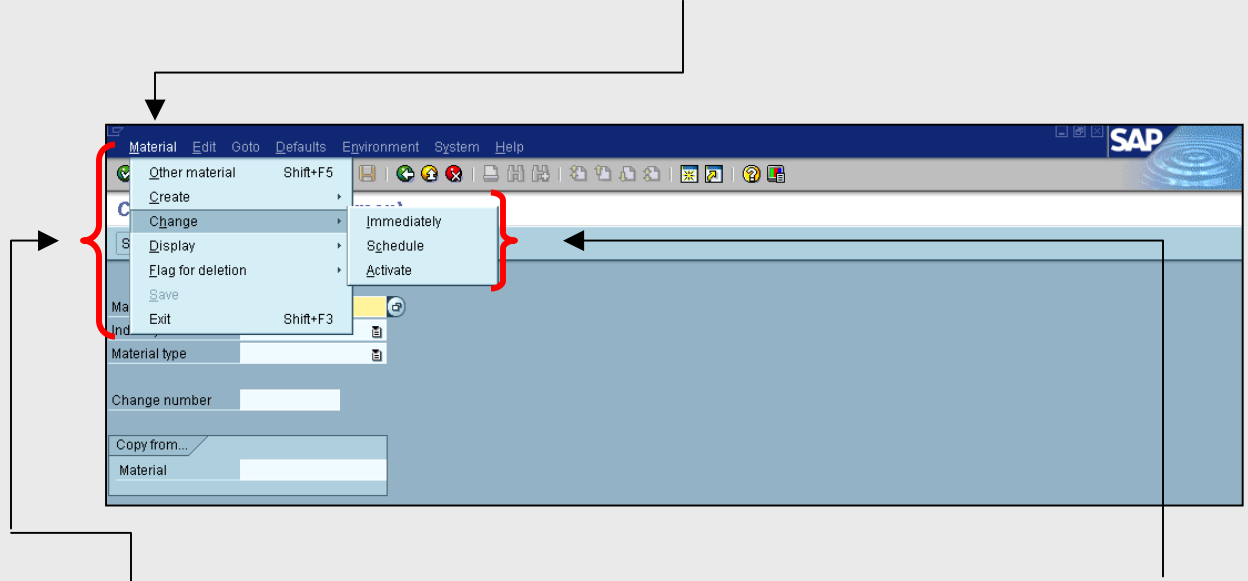 Material Edit Goto Defaults Environment System Help
SAP
Other material Shift+F5
Create
Change
Display
Flag for deletion
Save
Exit Shift+F3
Immediately
Schedule
Activate
Material type
Change number
Copy from...
Material